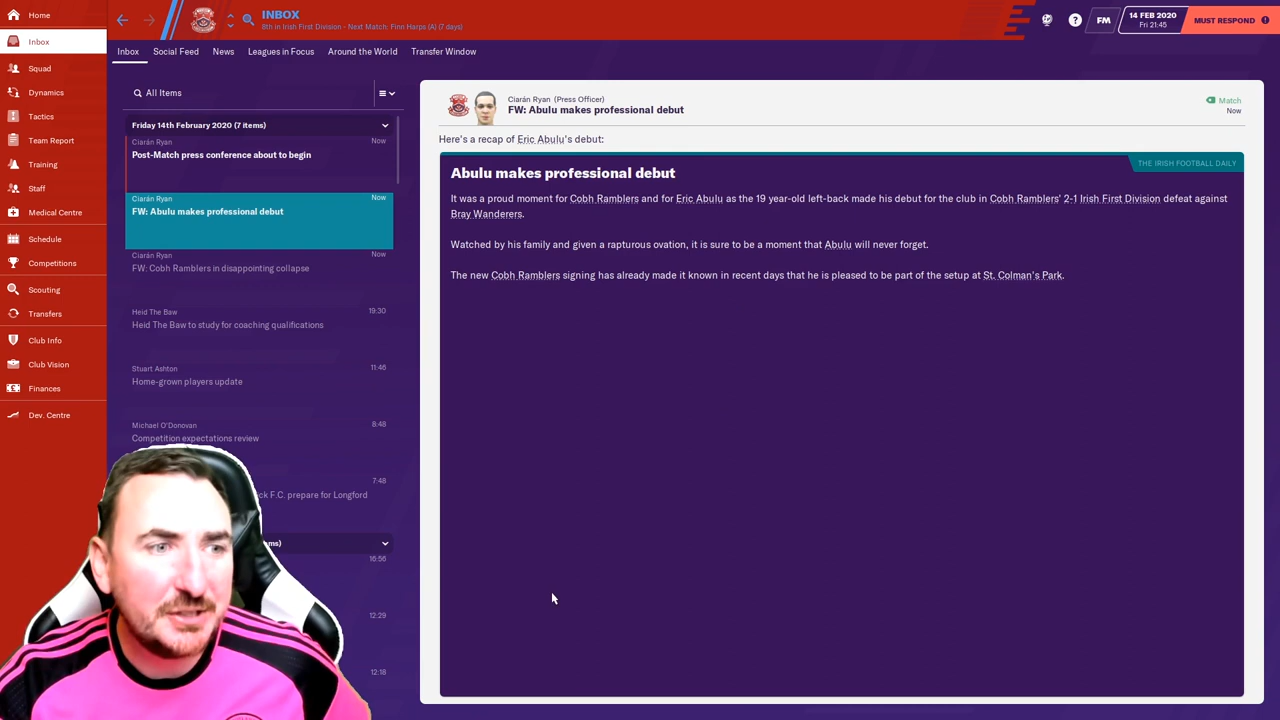 Home
Inbox
Squad
Dynamics
Tactics
Team Report
Training
Staff
Medical Centre
Schedule
Competitions
Scouting
Transfers
Club Info
Club Vision
Finances
Dev. Centre
INBOX
8th in Irish First Division - Next Match: Finn Harps (A) (7 days)
?
FM
14 FEB 2020
Fri 21:45
MUST RESPOND
Inbox
Social Feed
News
Leagues in Focus
Around the World
Transfer Window
All Items
Friday 14th February 2020 (7 items)
Ciarán Ryan
Now
Post-Match press conference about to begin
Ciarán Ryan
Now
FW: Abulu makes professional debut
Ciarán Ryan
Now
FW: Cobh Ramblers in disappointing collapse
Heid The Baw
19:30
Heid The Baw to study for coaching qualifications
Stuart Ashton
11:46
Home-grown players update
Michael O'Donovan
8:48
Competition expectations review
7:48
F.C. prepare for Longford
16:56
12:29
12:18
Ciarán Ryan (Press Officer)
FW: Abulu makes professional debut
Match
Now
Here's a recap of Eric Abulu's debut:
THE IRISH FOOTBALL DAILY
Abulu makes professional debut
It was a proud moment for Cobh Ramblers and for Eric Abulu as the 19 year-old left-back made his debut for the club in Cobh Ramblers' 2-1 Irish First Division defeat against
Bray Wanderers.
Watched by his family and given a rapturous ovation, it is sure to be a moment that Abulu will never forget.
The new Cobh Ramblers signing has already made it known in recent days that he is pleased to be part of the setup at St. Colman's Park.